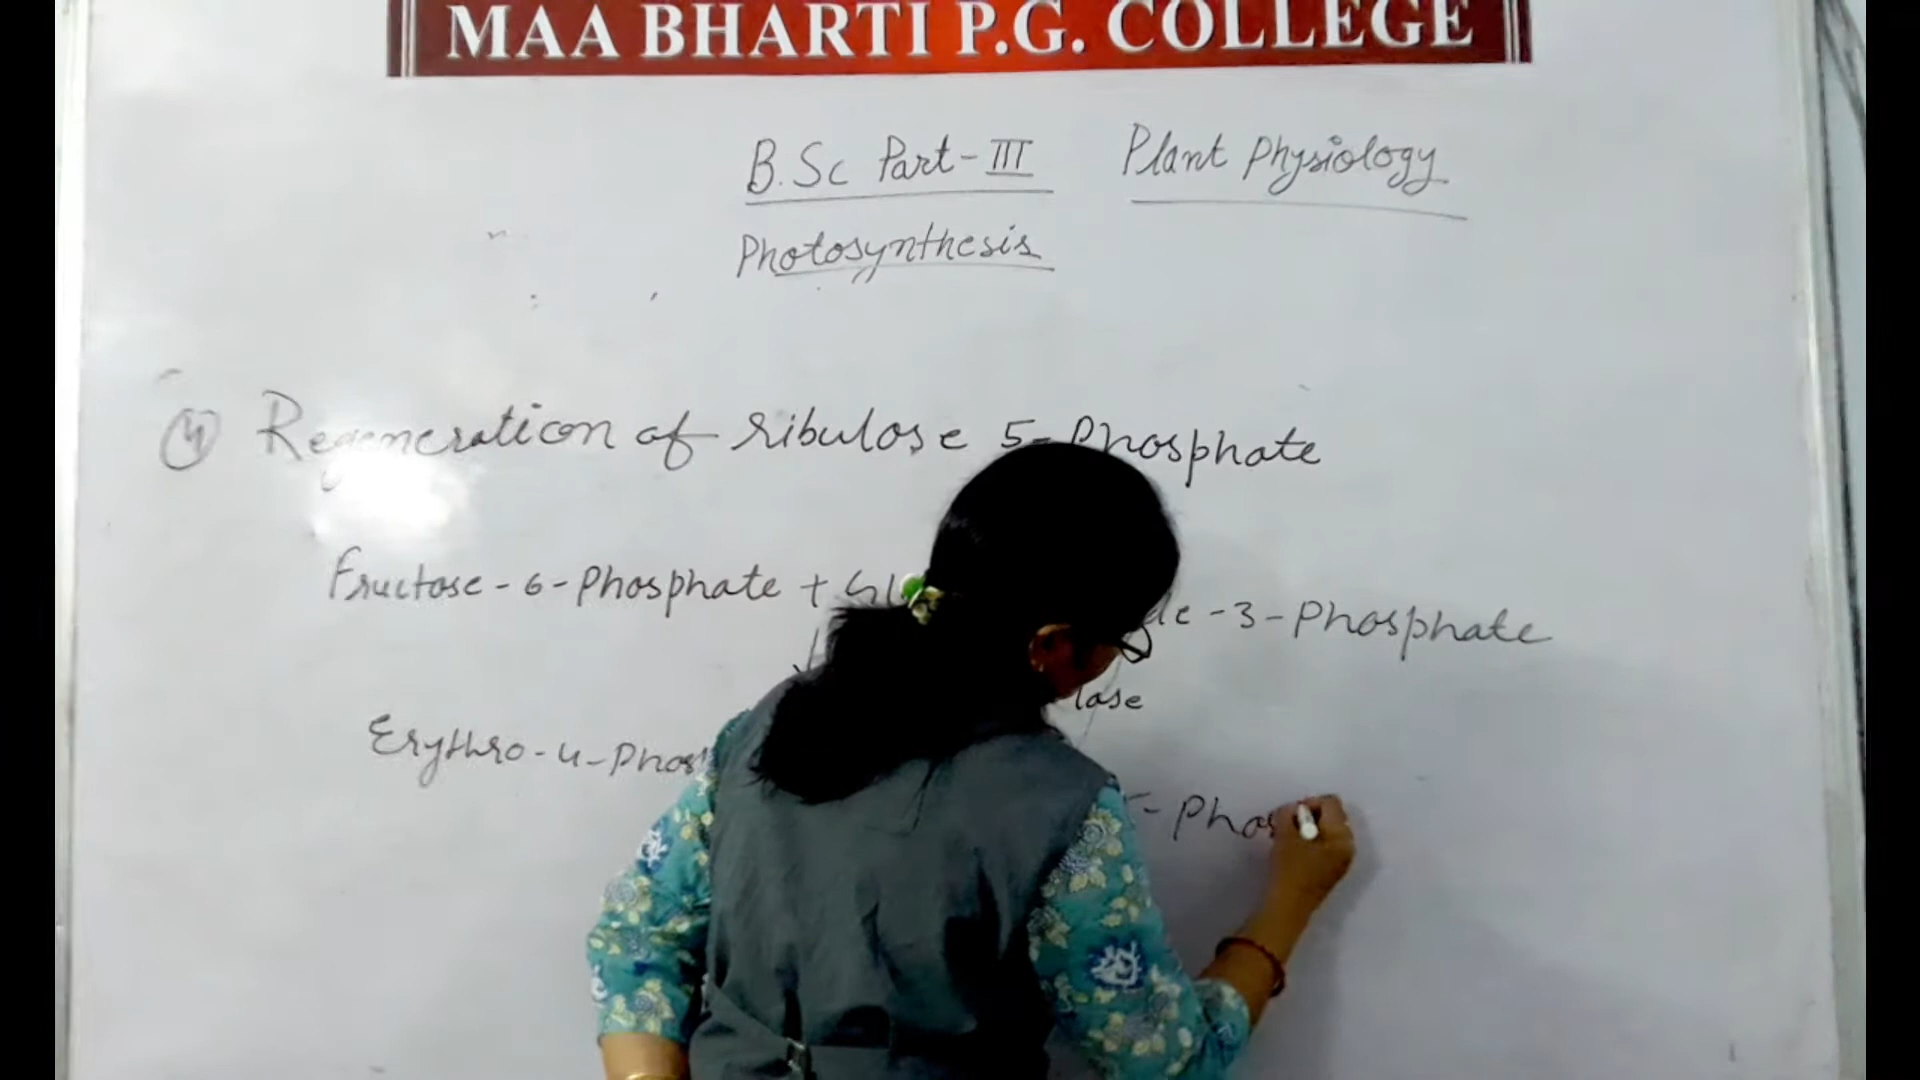 MAA BHARTI P.G. COLLEGE
B.Sc Part-III Plant Physiology
Photosynthesis
4 Regeneration of ribulose 5-Phosphate
Fructose-6-Phosphate + -3-Phosphate
Erythro-4-